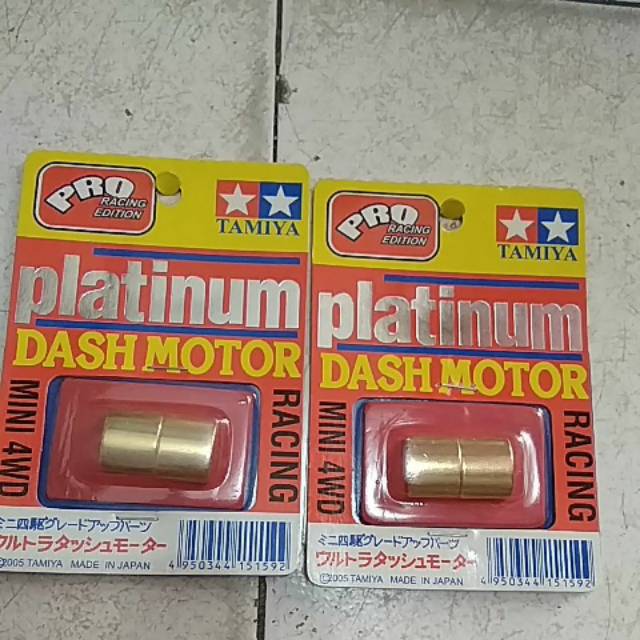 PRO
RACING
EDITION
TAMIYA
platinum
DASH MOTOR
MINI 4WD
RACING
ミニ四駆グレードアップパーツ
ウルトラダッシュモーター
©2005 TAMIYA MADE IN JAPAN
4 950344 151592
PRO
RACING
EDITION
TAMIYA
platinum
DASH MOTOR
MINI 4WD
RACING
ミニ四駆グレードアップパーツ
ウルトラダッシュモーター
©2005 TAMIYA MADE IN JAPAN
4 950344 151592